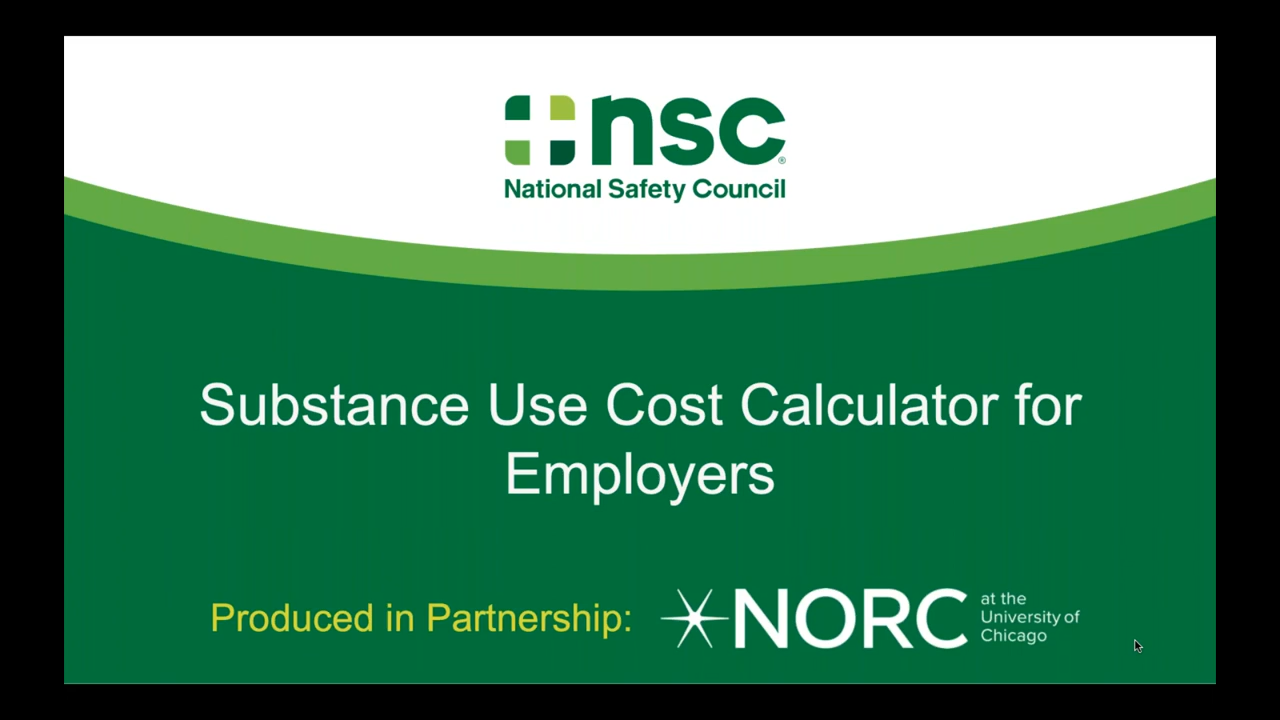 nsc®
National Safety Council
Substance Use Cost Calculator for
Employers
Produced in Partnership:
NORC
at the
University of
Chicago